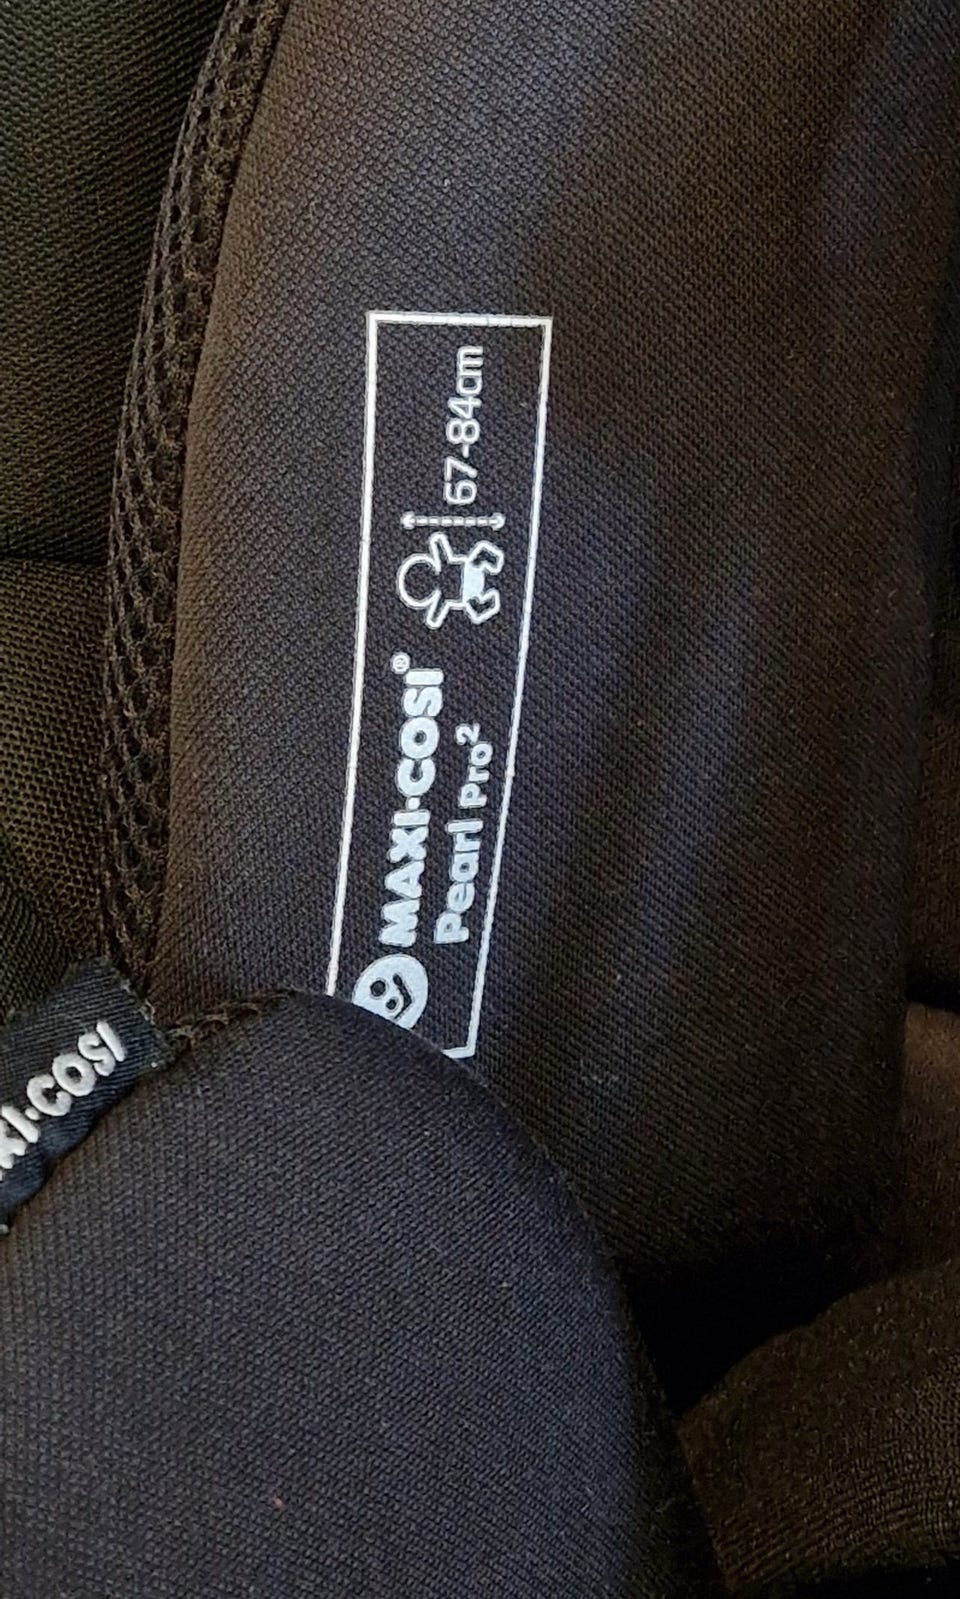 MAXI-COSI®
Pearl Pro²
67-84cm
XI-COSI